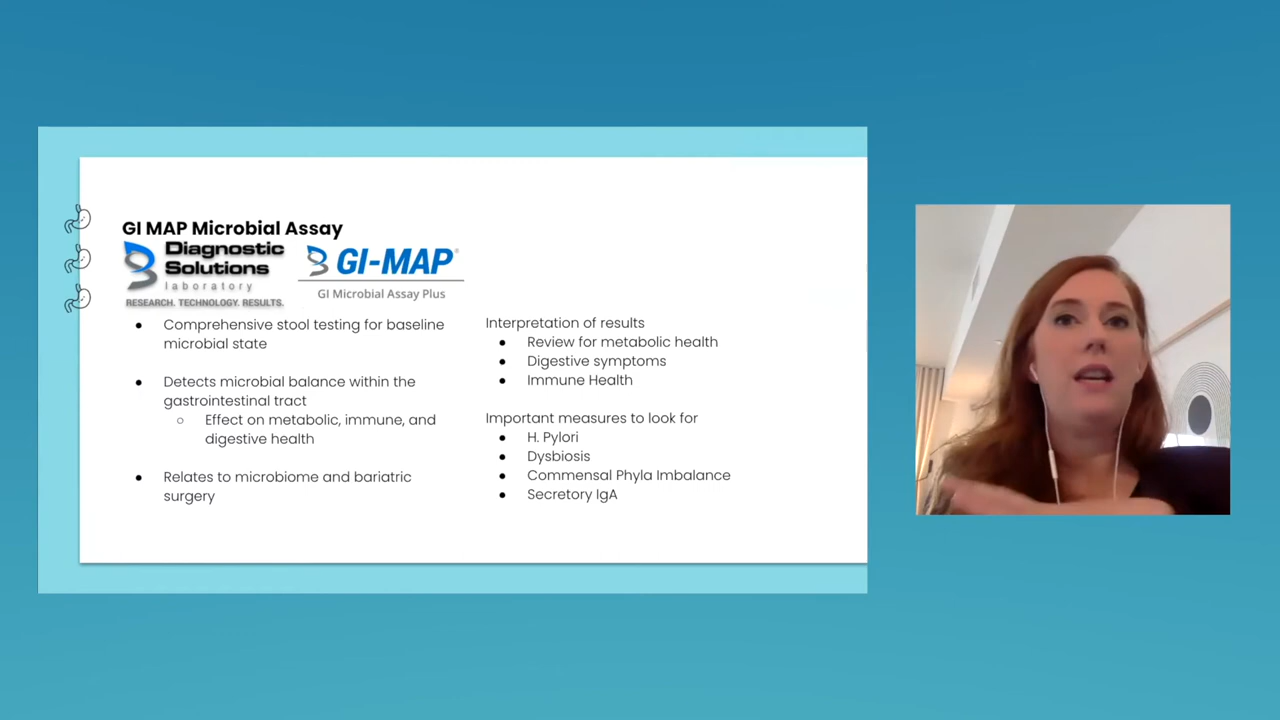 GI MAP Microbial Assay
Diagnostic
Solutions
laboratory
RESEARCH. TECHNOLOGY. RESULTS.
GI-MAP®
GI Microbial Assay Plus
● Comprehensive stool testing for baseline
microbial state
● Detects microbial balance within the
gastrointestinal tract
○ Effect on metabolic, immune, and
digestive health
● Relates to microbiome and bariatric
surgery
Interpretation of results
● Review for metabolic health
● Digestive symptoms
● Immune Health
Important measures to look for
● H. Pylori
● Dysbiosis
● Commensal Phyla Imbalance
● Secretory IgA